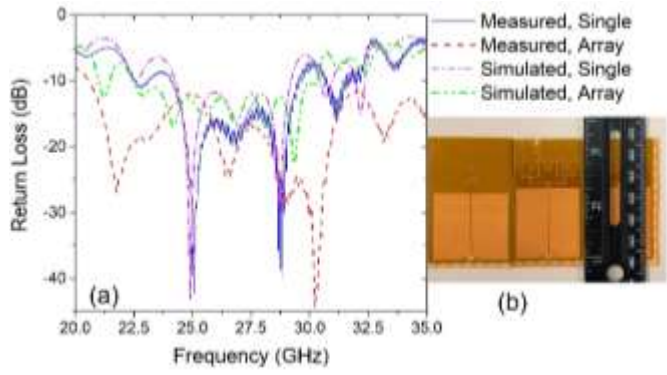 Measured, Single
Measured, Array
Simulated, Single
Simulated, Array
0
-10
-20
-30
-40
Return Loss (dB)
(a)
20.0
22.5
25.0
27.5
30.0
32.5
35.0
Frequency (GHz)
(b)